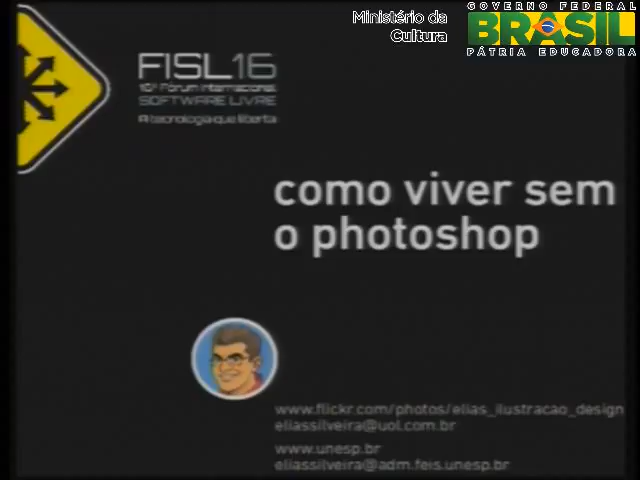 Ministério da
Cultura
GOVERNO FEDERAL
BRASIL
PÁTRIA EDUCADORA
FISL16
16º Fórum Internacional
SOFTWARE LIVRE
A tecnologia que liberta
como viver sem
o photoshop
www.flickr.com/photos/elias_ilustracao_design
eliassilveira@uol.com.br
www.unesp.br
eliassilveira@adm.feis.unesp.br